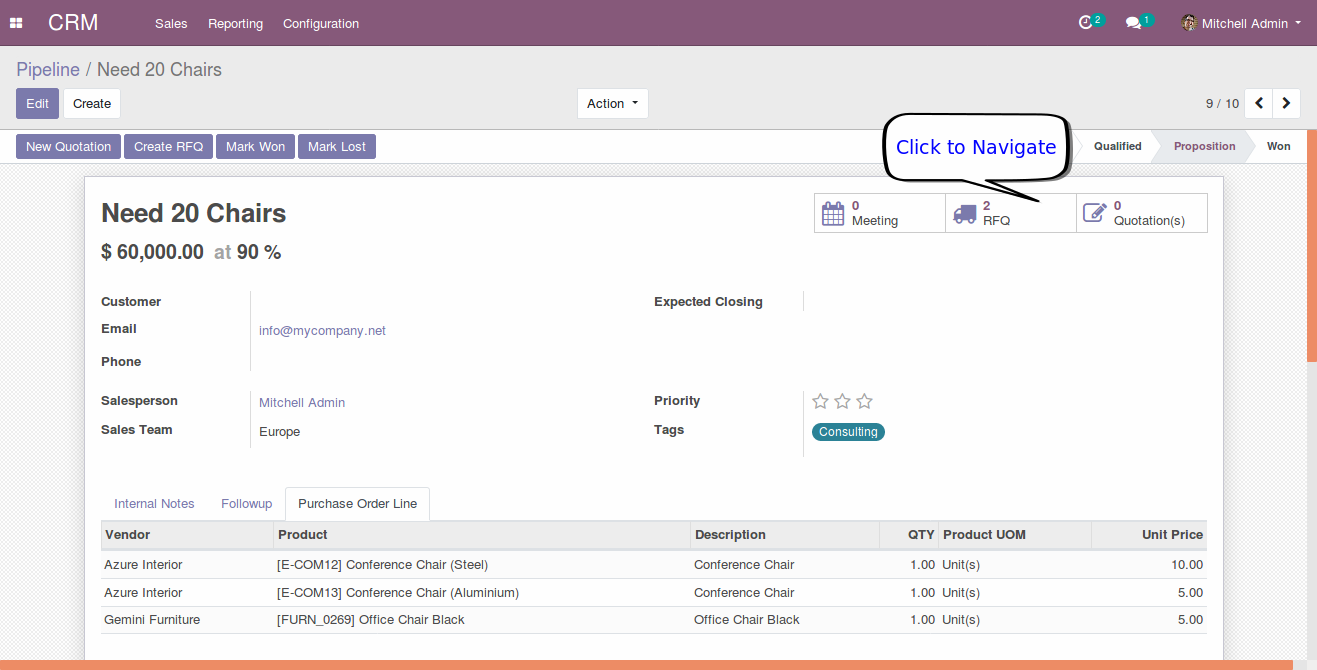 CRM Sales Reporting Configuration 2 1 Mitchell Admin
Pipeline / Need 20 Chairs
Edit Create Action 9 / 10
New Quotation Create RFQ Mark Won Mark Lost Click to Navigate Qualified Proposition Won
Need 20 Chairs
0 Meeting
2 RFQ
0 Quotation(s)
$ 60,000.00 at 90 %
Customer
Expected Closing
Email info@mycompany.net
Phone
Salesperson Mitchell Admin
Priority
Sales Team Europe
Tags Consulting
Internal Notes Followup Purchase Order Line
Vendor Product Description QTY Product UOM Unit Price
Azure Interior [E-COM12] Conference Chair (Steel) Conference Chair 1.00 Unit(s) 10.00
Azure Interior [E-COM13] Conference Chair (Aluminium) Conference Chair 1.00 Unit(s) 5.00
Gemini Furniture [FURN_0269] Office Chair Black Office Chair Black 1.00 Unit(s) 5.00